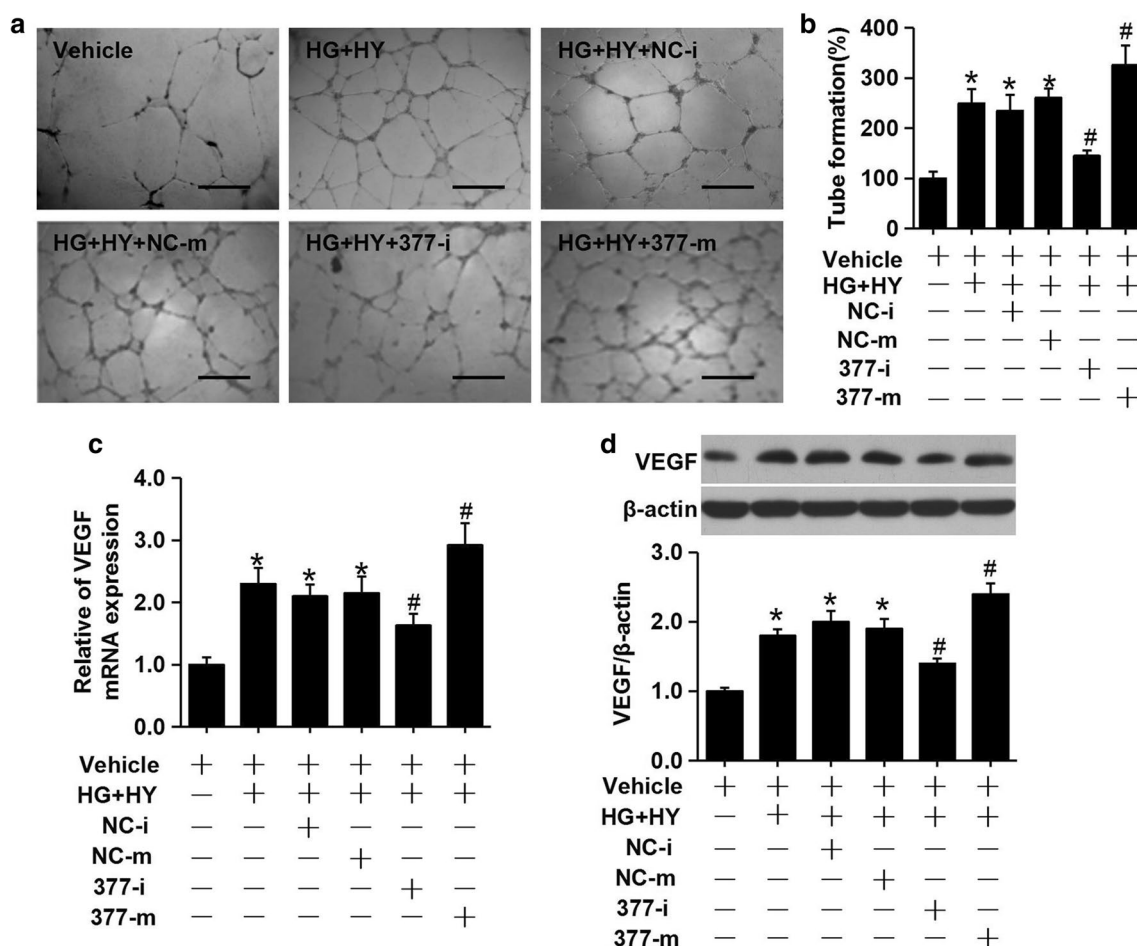 a
Vehicle
HG+HY
HG+HY+NC-i
HG+HY+NC-m
HG+HY+377-i
HG+HY+377-m
b
Tube formation(%)
400
300
200
100
0
*
*
*
#
#
Vehicle + + + + + +
HG+HY — + + + + +
NC-i — — + — — —
NC-m — — — + — —
377-i — — — — + —
377-m — — — — — +
c
Relative of VEGF
mRNA expression
4.0
3.0
2.0
1.0
0.0
*
*
*
#
#
Vehicle + + + + + +
HG+HY — + + + + +
NC-i — — + — — —
NC-m — — — + — —
377-i — — — — + —
377-m — — — — — +
d
VEGF
β-actin
VEGF/β-actin
3.0
2.0
1.0
0.0
*
*
*
#
#
Vehicle + + + + + +
HG+HY — + + + + +
NC-i — — + — — —
NC-m — — — + — —
377-i — — — — + —
377-m — — — — — +